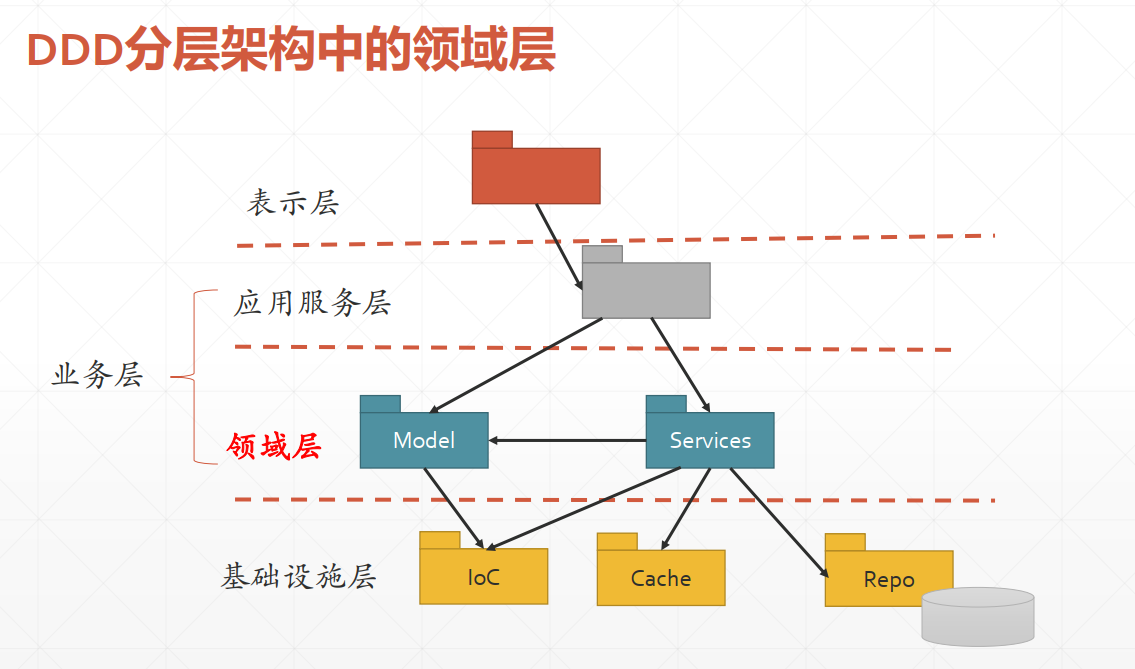 DDD分层架构中的领域层
表示层
应用服务层
业务层
Model
Services
领域层
基础设施层
IoC
Cache
Repo